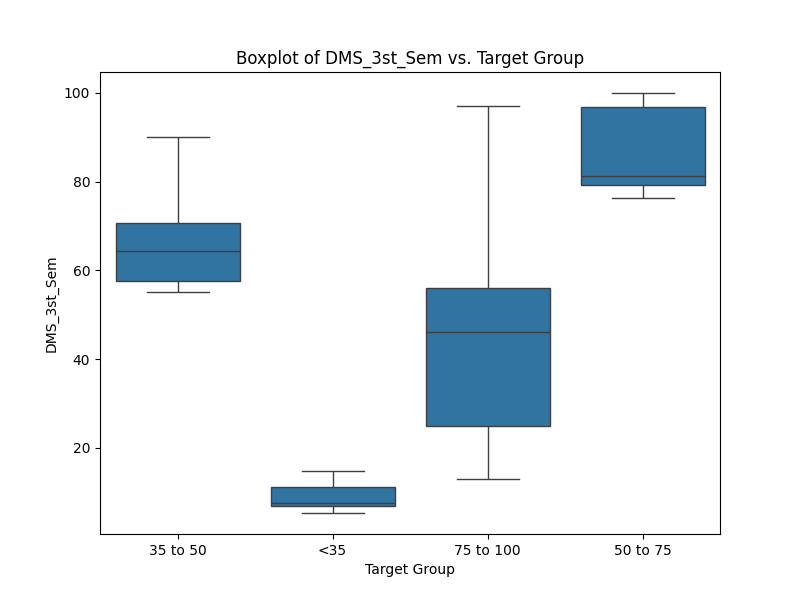 Boxplot of DMS_3st_Sem vs. Target Group
100
80
60
40
20
DMS_3st_Sem
35 to 50
<35
75 to 100
50 to 75
Target Group